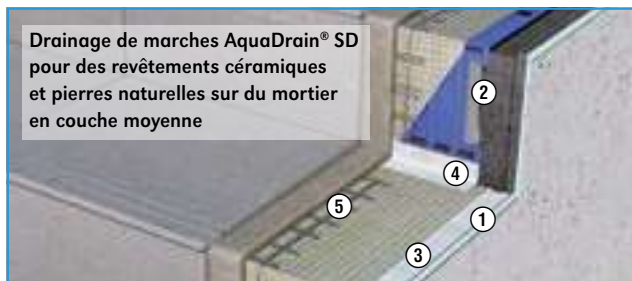 Drainage de marches AquaDrain® SD
pour des revêtements céramiques
et pierres naturelles sur du mortier
en couche moyenne
2
4
5
1
3